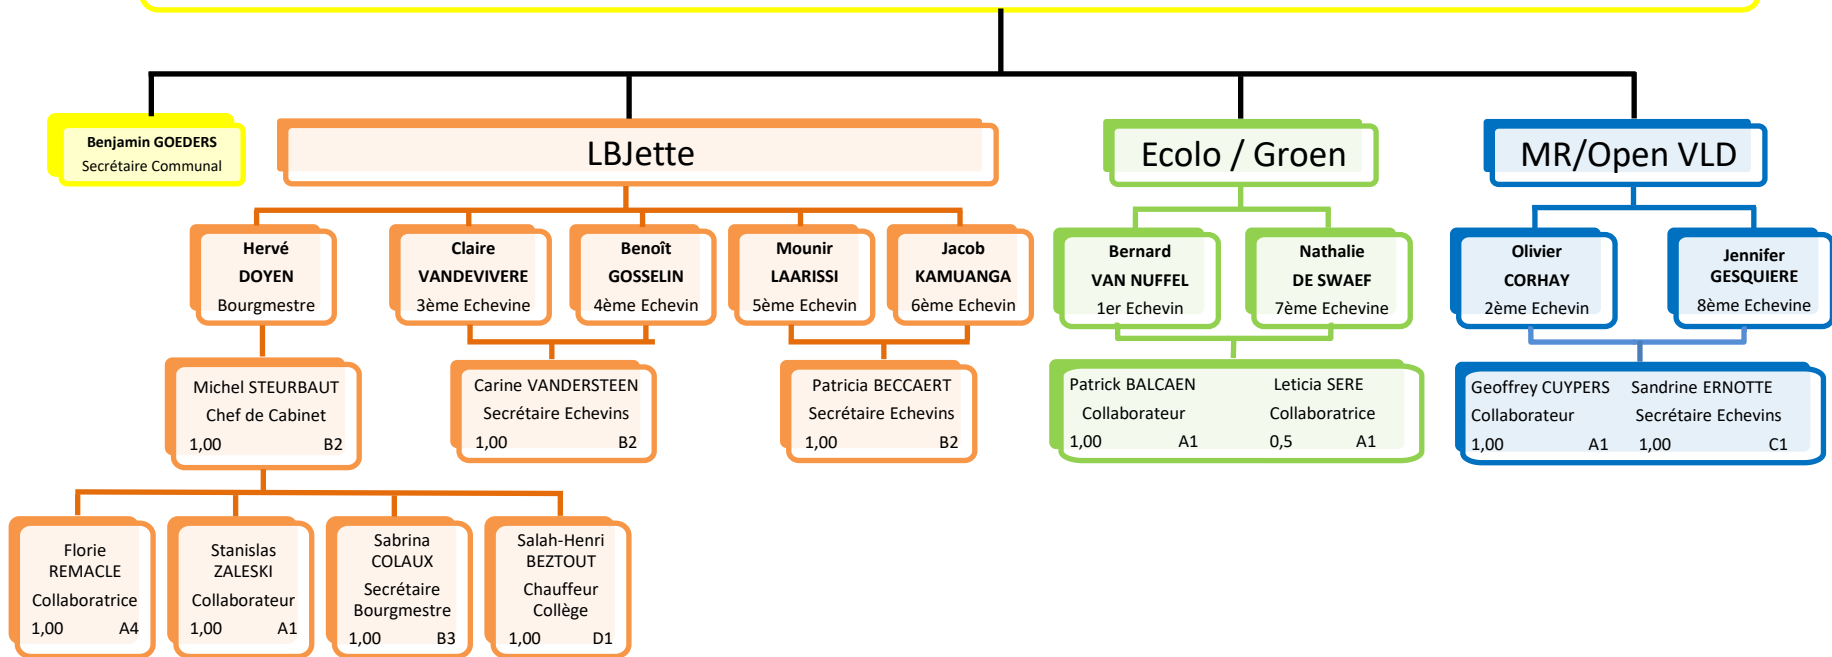 Benjamin GOEDERS
Secrétaire Communal
LBJette
Ecolo / Groen
MR/Open VLD
Hervé
DOYEN
Bourgmestre
Claire
VANDEVIVERE
3ème Echevine
Benoît
GOSSELIN
4ème Echevin
Mounir
LAARISSI
5ème Echevin
Jacob
KAMUANGA
6ème Echevin
Bernard
VAN NUFFEL
1er Echevin
Nathalie
DE SWAEF
7ème Echevine
Olivier
CORHAY
2ème Echevin
Jennifer
GESQUIERE
8ème Echevine
Michel STEURBAUT
Chef de Cabinet
1,00 B2
Carine VANDERSTEEN
Secrétaire Echevins
1,00 B2
Patricia BECCAERT
Secrétaire Echevins
1,00 B2
Patrick BALCAEN
Collaborateur
1,00 A1
Leticia SERE
Collaboratrice
0,5 A1
Geoffrey CUYPERS
Collaborateur
1,00 A1
Sandrine ERNOTTE
Secrétaire Echevins
1,00 C1
Florie
REMACLE
Collaboratrice
1,00 A4
Stanislas
ZALESKI
Collaborateur
1,00 A1
Sabrina
COLAUX
Secrétaire
Bourgmestre
1,00 B3
Salah-Henri
BEZTOUT
Chauffeur
Collège
1,00 D1